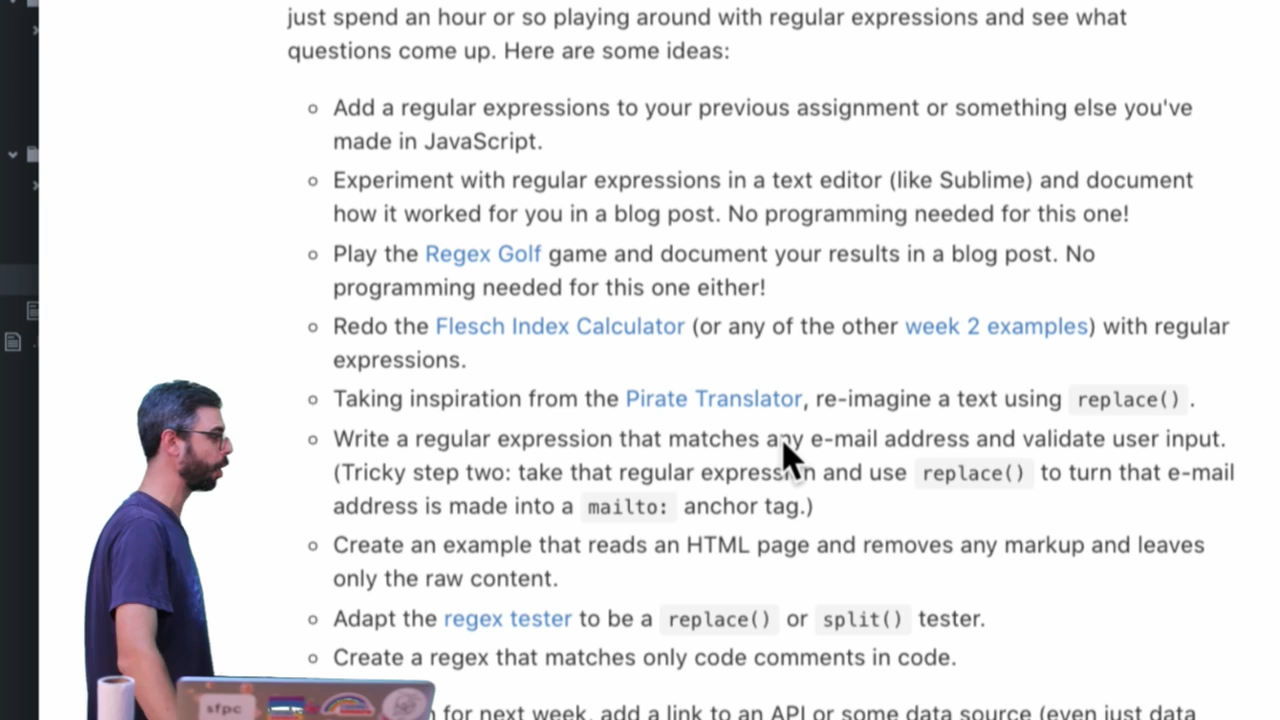 just spend an hour or so playing around with regular expressions and see what
questions come up. Here are some ideas:
Add a regular expressions to your previous assignment or something else you've
made in JavaScript.
Experiment with regular expressions in a text editor (like Sublime) and document
how it worked for you in a blog post. No programming needed for this one!
Play the Regex Golf game and document your results in a blog post. No
programming needed for this one either!
Redo the Flesch Index Calculator (or any of the other week 2 examples) with regular
expressions.
Taking inspiration from the Pirate Translator, re-imagine a text using replace().
Write a regular expression that matches any e-mail address and validate user input.
(Tricky step two: take that regular expression and use replace() to turn that e-mail
address is made into a mailto: anchor tag.)
Create an example that reads an HTML page and removes any markup and leaves
only the raw content.
Adapt the regex tester to be a replace() or split() tester.
Create a regex that matches only code comments in code.
for next week, add a link to an API or some data source (even just data
sfpc